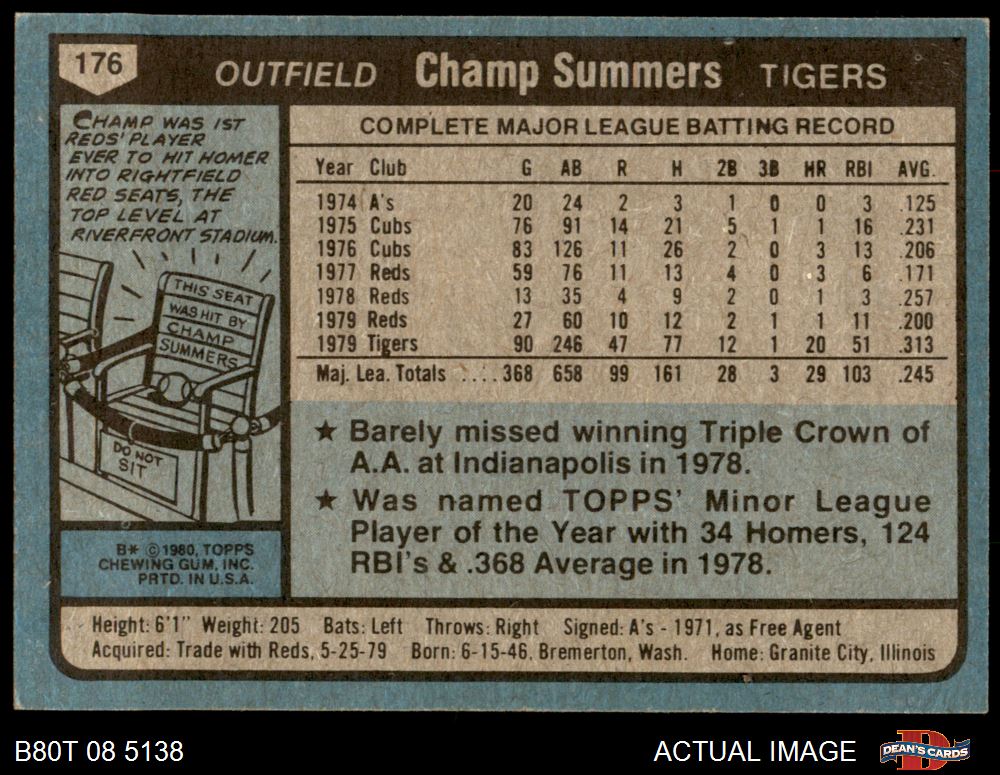 176
OUTFIELD Champ Summers TIGERS
CHAMP WAS 1ST
REDS' PLAYER
EVER TO HIT HOMER
INTO RIGHTFIELD
RED SEATS, THE
TOP LEVEL AT
RIVERFRONT STADIUM.
THIS SEAT
WAS HIT BY
CHAMP
SUMMERS
DO NOT
SIT
B* © 1980, TOPPS
CHEWING GUM, INC.
PRTD. IN U.S.A.
COMPLETE MAJOR LEAGUE BATTING RECORD
Year Club G AB R H 2B 3B HR RBI AVG.
1974 A's 20 24 2 3 1 0 0 3 .125
1975 Cubs 76 91 14 21 5 1 1 16 .231
1976 Cubs 83 126 11 26 2 0 3 13 .206
1977 Reds 59 76 11 13 4 0 3 6 .171
1978 Reds 13 35 4 9 2 0 1 3 .257
1979 Reds 27 60 10 12 2 1 1 11 .200
1979 Tigers 90 246 47 77 12 1 20 51 .313
Maj. Lea. Totals ....368 658 99 161 28 3 29 103 .245
★ Barely missed winning Triple Crown of
A.A. at Indianapolis in 1978.
★ Was named TOPPS' Minor League
Player of the Year with 34 Homers, 124
RBI's & .368 Average in 1978.
Height: 6'1" Weight: 205 Bats: Left Throws: Right Signed: A's - 1971, as Free Agent
Acquired: Trade with Reds, 5-25-79 Born: 6-15-46, Bremerton, Wash. Home: Granite City, Illinois
B80T 08 5138
ACTUAL IMAGE
DEAN'S CARDS